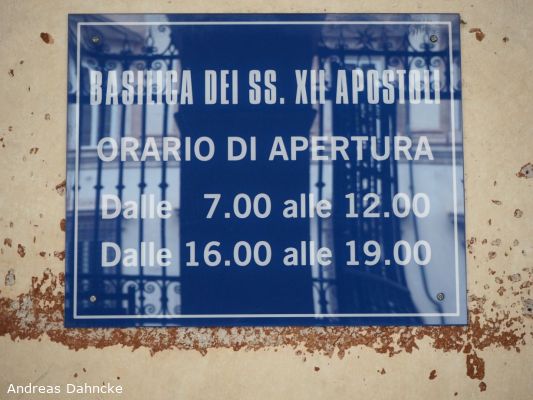 BASILICA DEI SS. XII APOSTOLI
ORARIO DI APERTURA
Dalle 7.00 alle 12.00
Dalle 16.00 alle 19.00
Andreas Dahncke